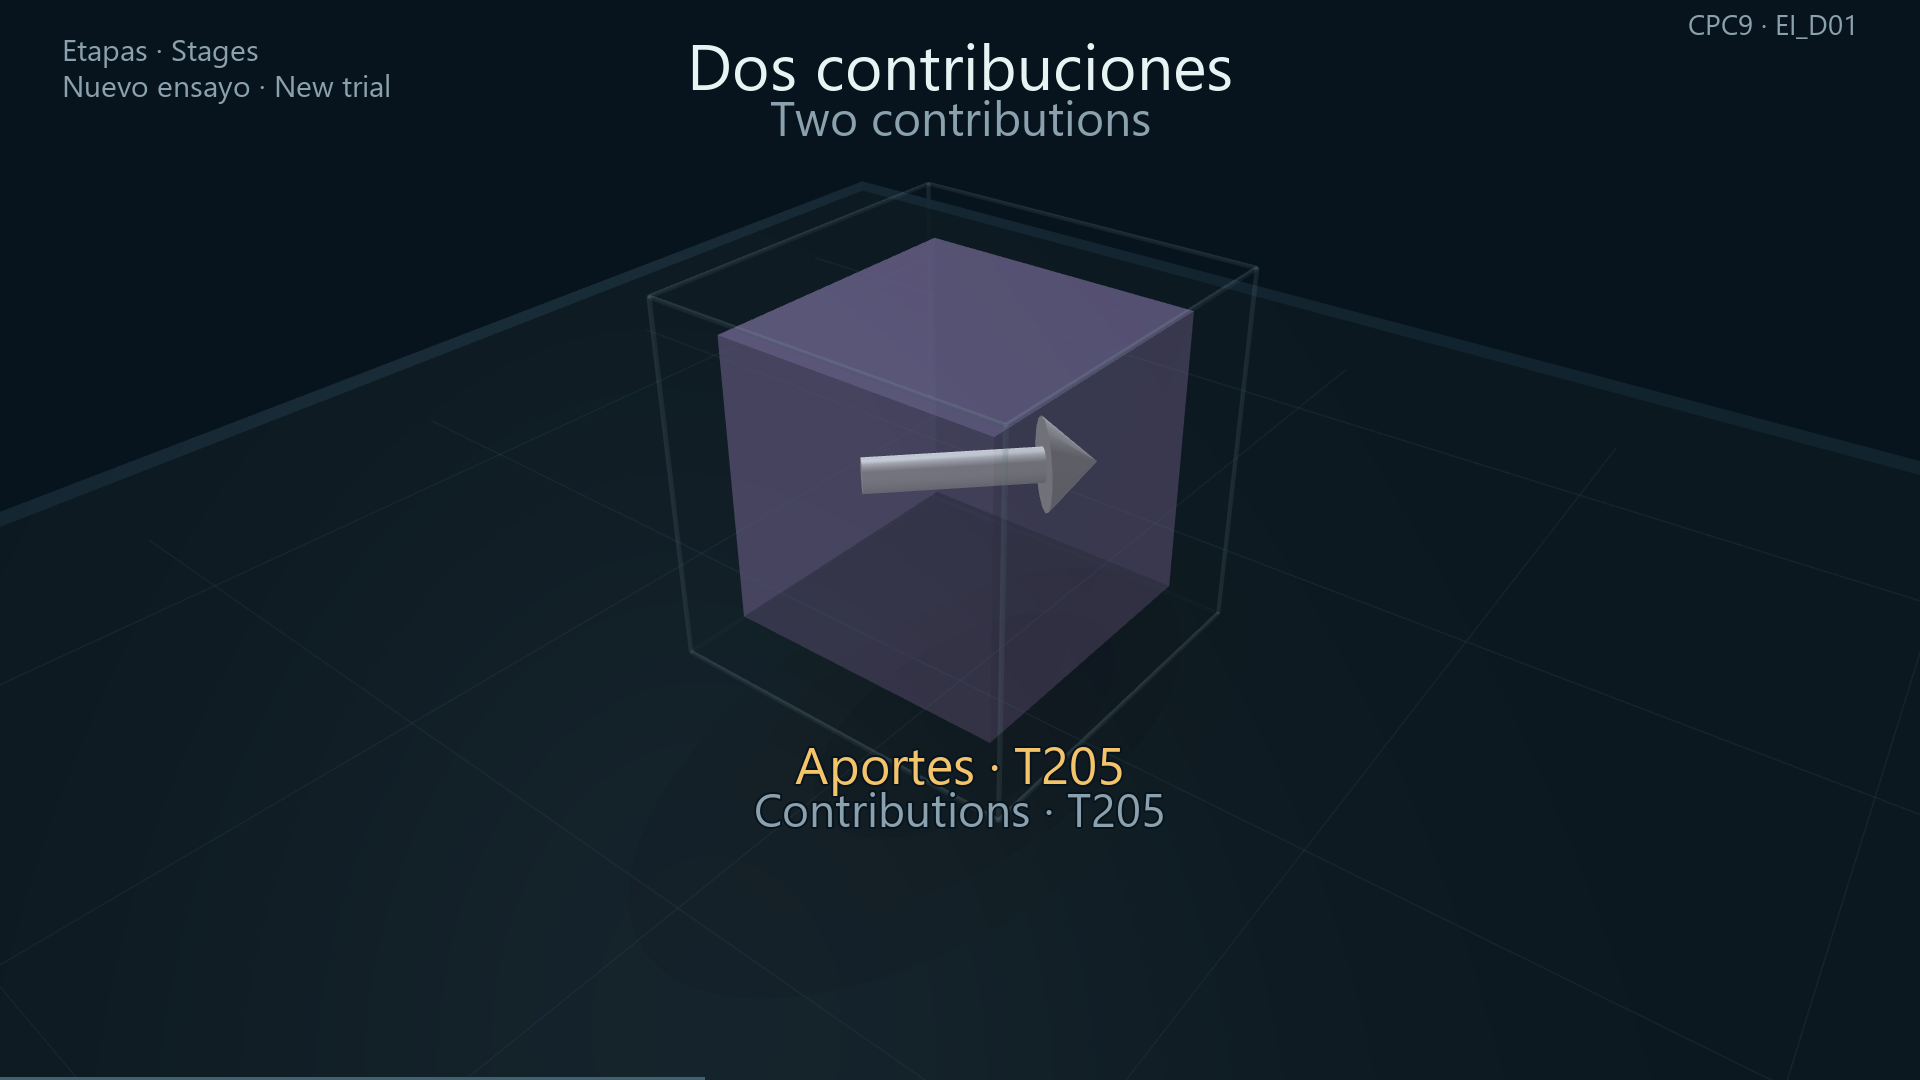 Etapas · Stages
Nuevo ensayo · New trial
CPC9 · EI_D01
Dos contribuciones
Two contributions
Aportes · T205
Contributions · T205